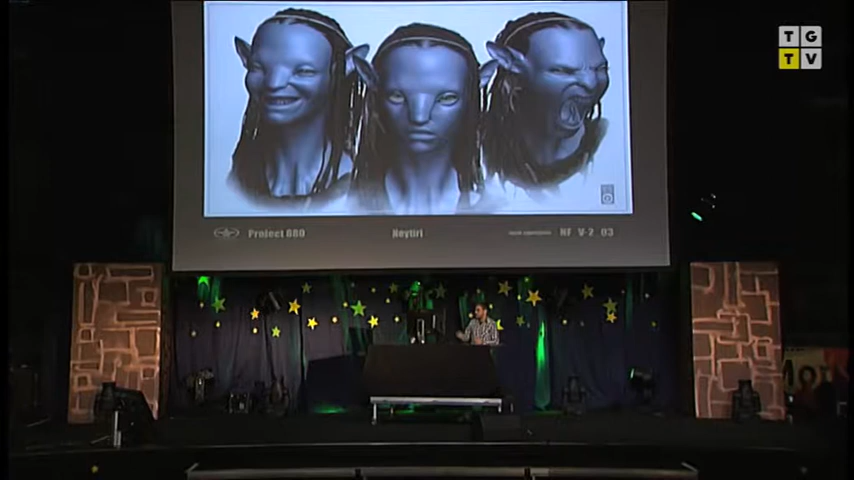 TG
TV
Project 880
Neytiri
NF V-2 03